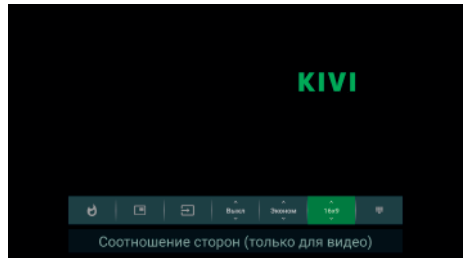 KIVI
Выкл
Эконом
16x9
Соотношение сторон (только для видео)